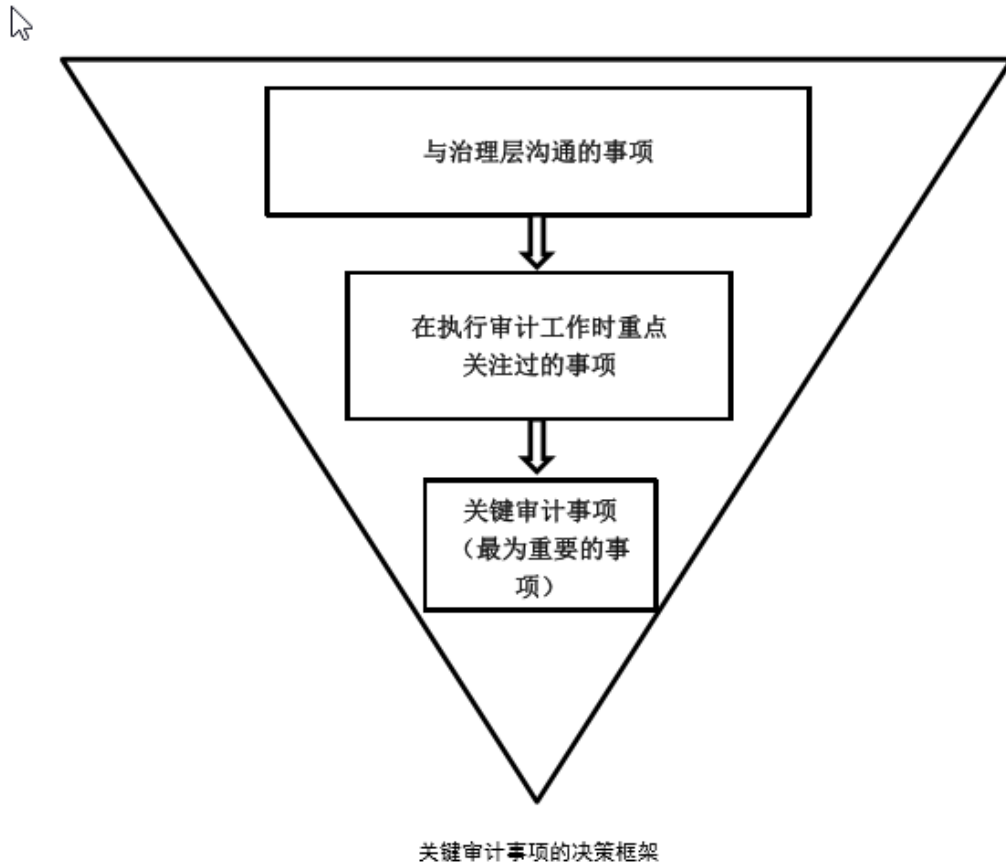 与治理层沟通的事项
在执行审计工作时重点
关注过的事项
关键审计事项
（最为重要的事
项）
关键审计事项的决策框架